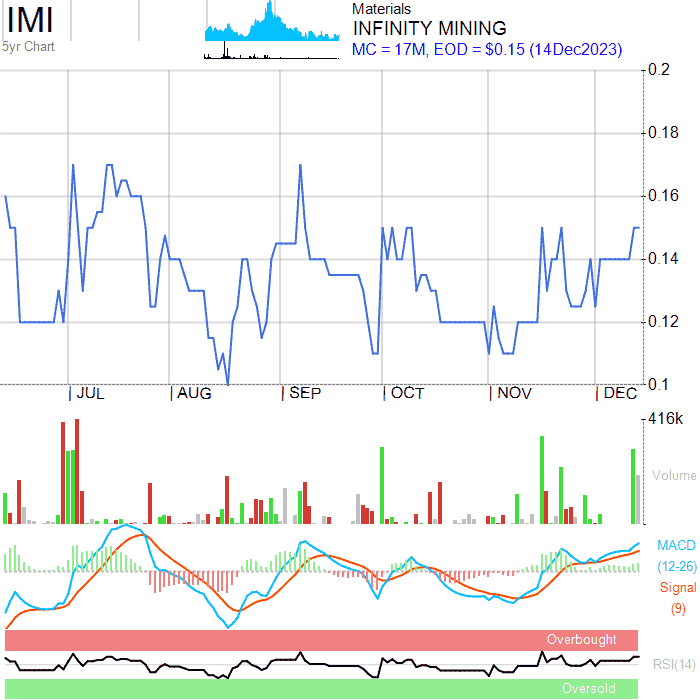 IMI
5yr Chart
Materials
INFINITY MINING
MC = 17M, EOD = $0.15 (14Dec2023)
0.2
0.18
0.16
0.14
0.12
0.1
JUL AUG SEP OCT NOV DEC
416k
Volume
MACD
(12-26)
Signal
(9)
Overbought
RSI(14)
Oversold